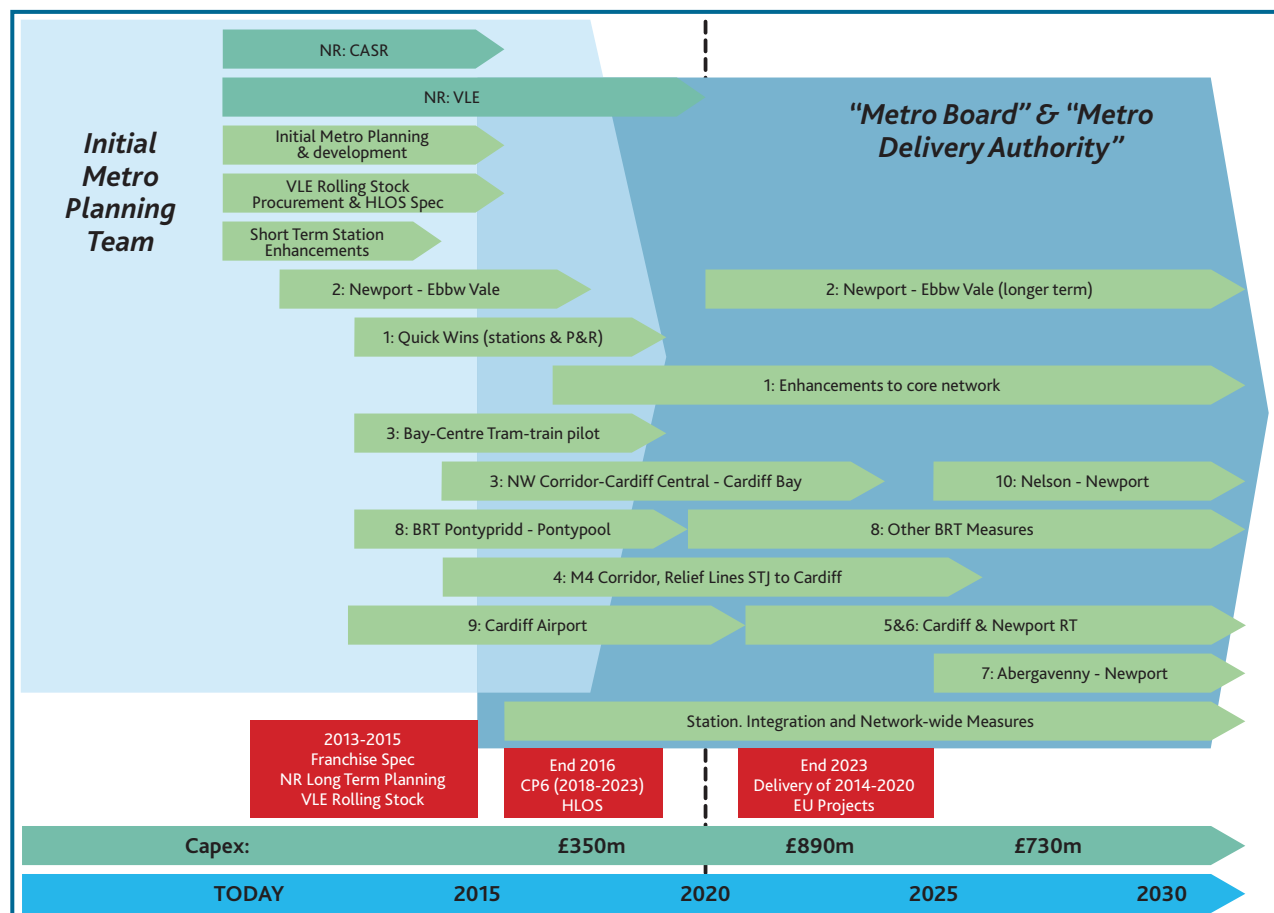 NR: CASR
NR: VLE
Initial
Metro
Planning
Team
“Metro Board” & “Metro
Delivery Authority”
Initial Metro Planning
& development
VLE Rolling Stock
Procurement & HLOS Spec
Short Term Station
Enhancements
2: Newport - Ebbw Vale
2: Newport - Ebbw Vale (longer term)
1: Quick Wins (stations & P&R)
1: Enhancements to core network
3: Bay-Centre Tram-train pilot
3: NW Corridor-Cardiff Central - Cardiff Bay
10: Nelson - Newport
8: BRT Pontypridd - Pontypool
8: Other BRT Measures
4: M4 Corridor, Relief Lines STJ to Cardiff
9: Cardiff Airport
5&6: Cardiff & Newport RT
7: Abergavenny - Newport
Station. Integration and Network-wide Measures
2013-2015
Franchise Spec
NR Long Term Planning
VLE Rolling Stock
End 2016
CP6 (2018-2023)
HLOS
End 2023
Delivery of 2014-2020
EU Projects
Capex: £350m £890m £730m
TODAY 2015 2020 2025 2030